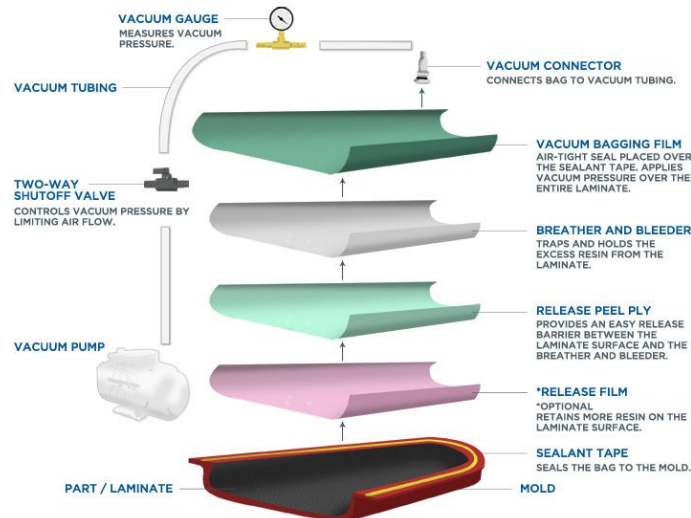 VACUUM GAUGE
MEASURES VACUUM
PRESSURE.
VACUUM TUBING
VACUUM CONNECTOR
CONNECTS BAG TO VACUUM TUBING.
VACUUM BAGGING FILM
AIR-TIGHT SEAL PLACED OVER
THE SEALANT TAPE. APPLIES
VACUUM PRESSURE OVER THE
ENTIRE LAMINATE.
TWO-WAY
SHUTOFF VALVE
CONTROLS VACUUM PRESSURE BY
LIMITING AIR FLOW.
BREATHER AND BLEEDER
TRAPS AND HOLDS THE
EXCESS RESIN FROM THE
LAMINATE.
RELEASE PEEL PLY
PROVIDES AN EASY RELEASE
BARRIER BETWEEN THE
LAMINATE SURFACE AND THE
BREATHER AND BLEEDER.
VACUUM PUMP
*RELEASE FILM
*OPTIONAL
RETAINS MORE RESIN ON THE
LAMINATE SURFACE.
SEALANT TAPE
SEALS THE BAG TO THE MOLD.
PART / LAMINATE
MOLD